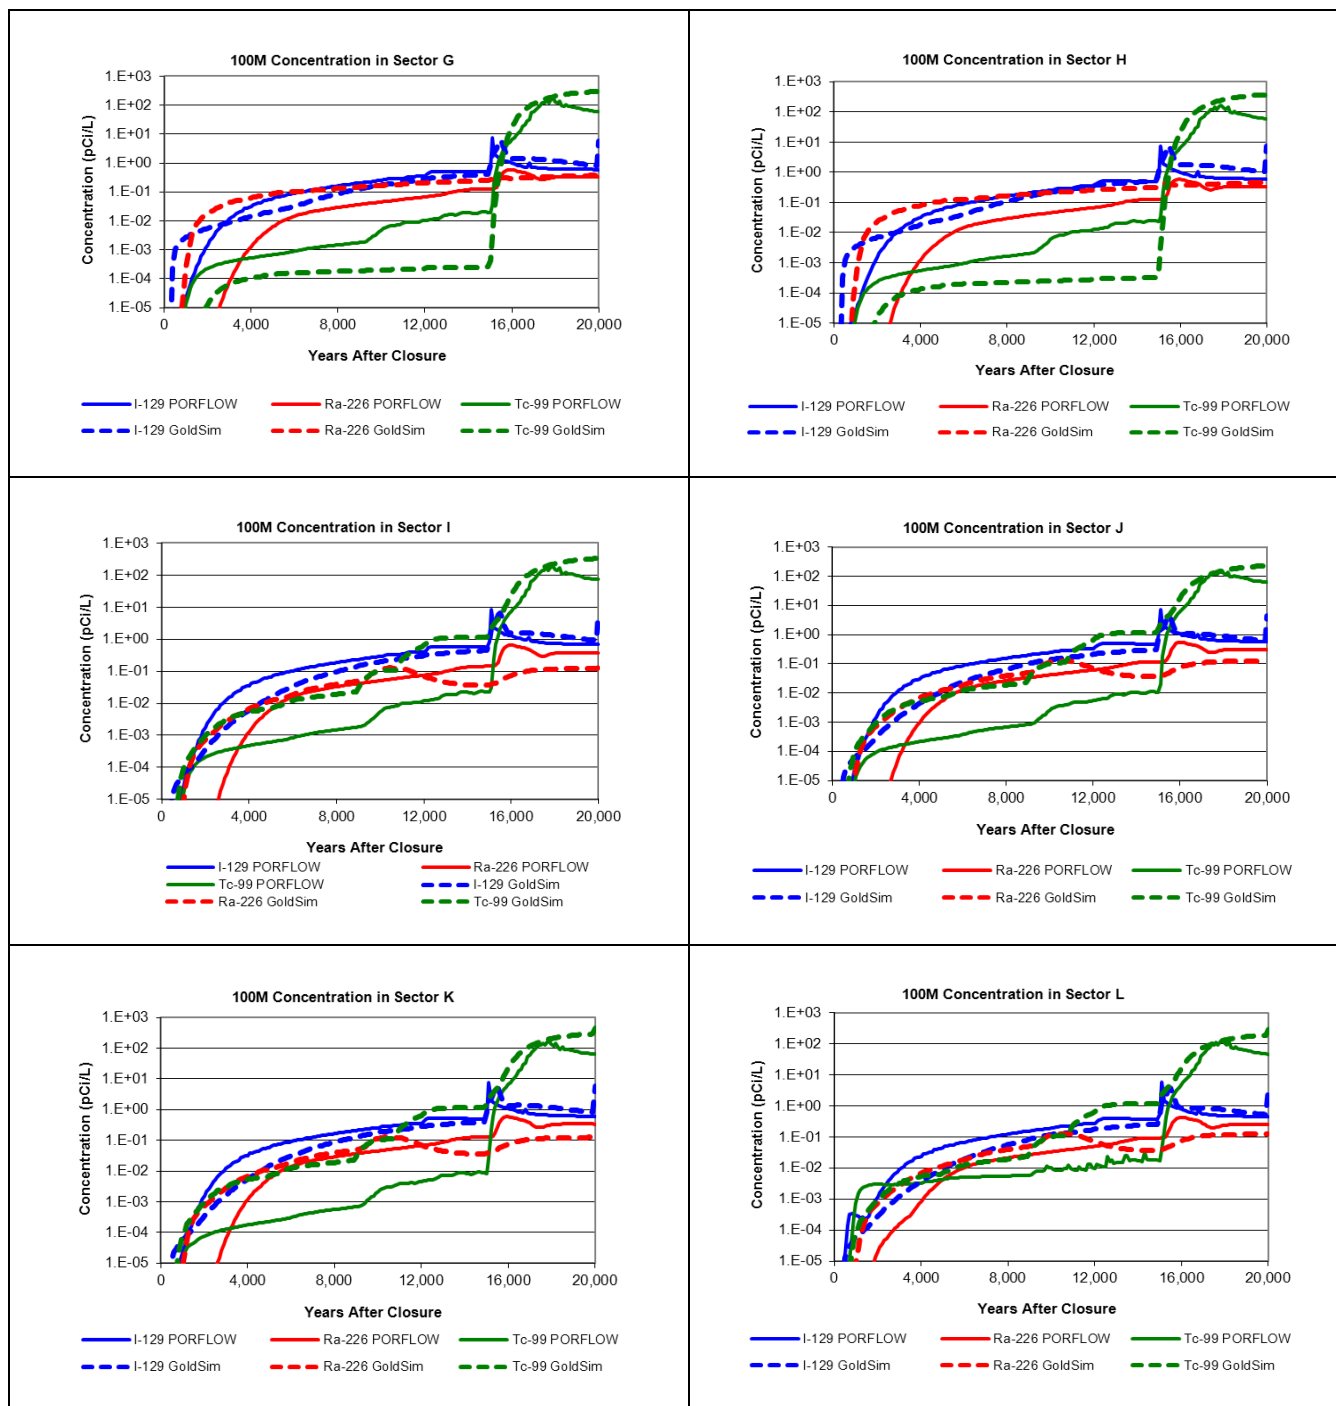 100M Concentration in Sector G
Concentration (pCi/L)
1.E+03
1.E+02
1.E+01
1.E+00
1.E-01
1.E-02
1.E-03
1.E-04
1.E-05
0 4,000 8,000 12,000 16,000 20,000
Years After Closure
I-129 PORFLOW Ra-226 PORFLOW Tc-99 PORFLOW
I-129 GoldSim Ra-226 GoldSim Tc-99 GoldSim
100M Concentration in Sector H
Concentration (pCi/L)
1.E+03
1.E+02
1.E+01
1.E+00
1.E-01
1.E-02
1.E-03
1.E-04
1.E-05
0 4,000 8,000 12,000 16,000 20,000
Years After Closure
I-129 PORFLOW Ra-226 PORFLOW Tc-99 PORFLOW
I-129 GoldSim Ra-226 GoldSim Tc-99 GoldSim
100M Concentration in Sector I
Concentration (pCi/L)
1.E+03
1.E+02
1.E+01
1.E+00
1.E-01
1.E-02
1.E-03
1.E-04
1.E-05
0 4,000 8,000 12,000 16,000 20,000
Years After Closure
I-129 PORFLOW Ra-226 PORFLOW
Tc-99 PORFLOW I-129 GoldSim
Ra-226 GoldSim Tc-99 GoldSim
100M Concentration in Sector J
Concentration (pCi/L)
1.E+03
1.E+02
1.E+01
1.E+00
1.E-01
1.E-02
1.E-03
1.E-04
1.E-05
0 4,000 8,000 12,000 16,000 20,000
Years After Closure
I-129 PORFLOW Ra-226 PORFLOW Tc-99 PORFLOW
I-129 GoldSim Ra-226 GoldSim Tc-99 GoldSim
100M Concentration in Sector K
Concentration (pCi/L)
1.E+03
1.E+02
1.E+01
1.E+00
1.E-01
1.E-02
1.E-03
1.E-04
1.E-05
0 4,000 8,000 12,000 16,000 20,000
Years After Closure
I-129 PORFLOW Ra-226 PORFLOW Tc-99 PORFLOW
I-129 GoldSim Ra-226 GoldSim Tc-99 GoldSim
100M Concentration in Sector L
Concentration (pCi/L)
1.E+03
1.E+02
1.E+01
1.E+00
1.E-01
1.E-02
1.E-03
1.E-04
1.E-05
0 4,000 8,000 12,000 16,000 20,000
Years After Closure
I-129 PORFLOW Ra-226 PORFLOW Tc-99 PORFLOW
I-129 GoldSim Ra-226 GoldSim Tc-99 GoldSim